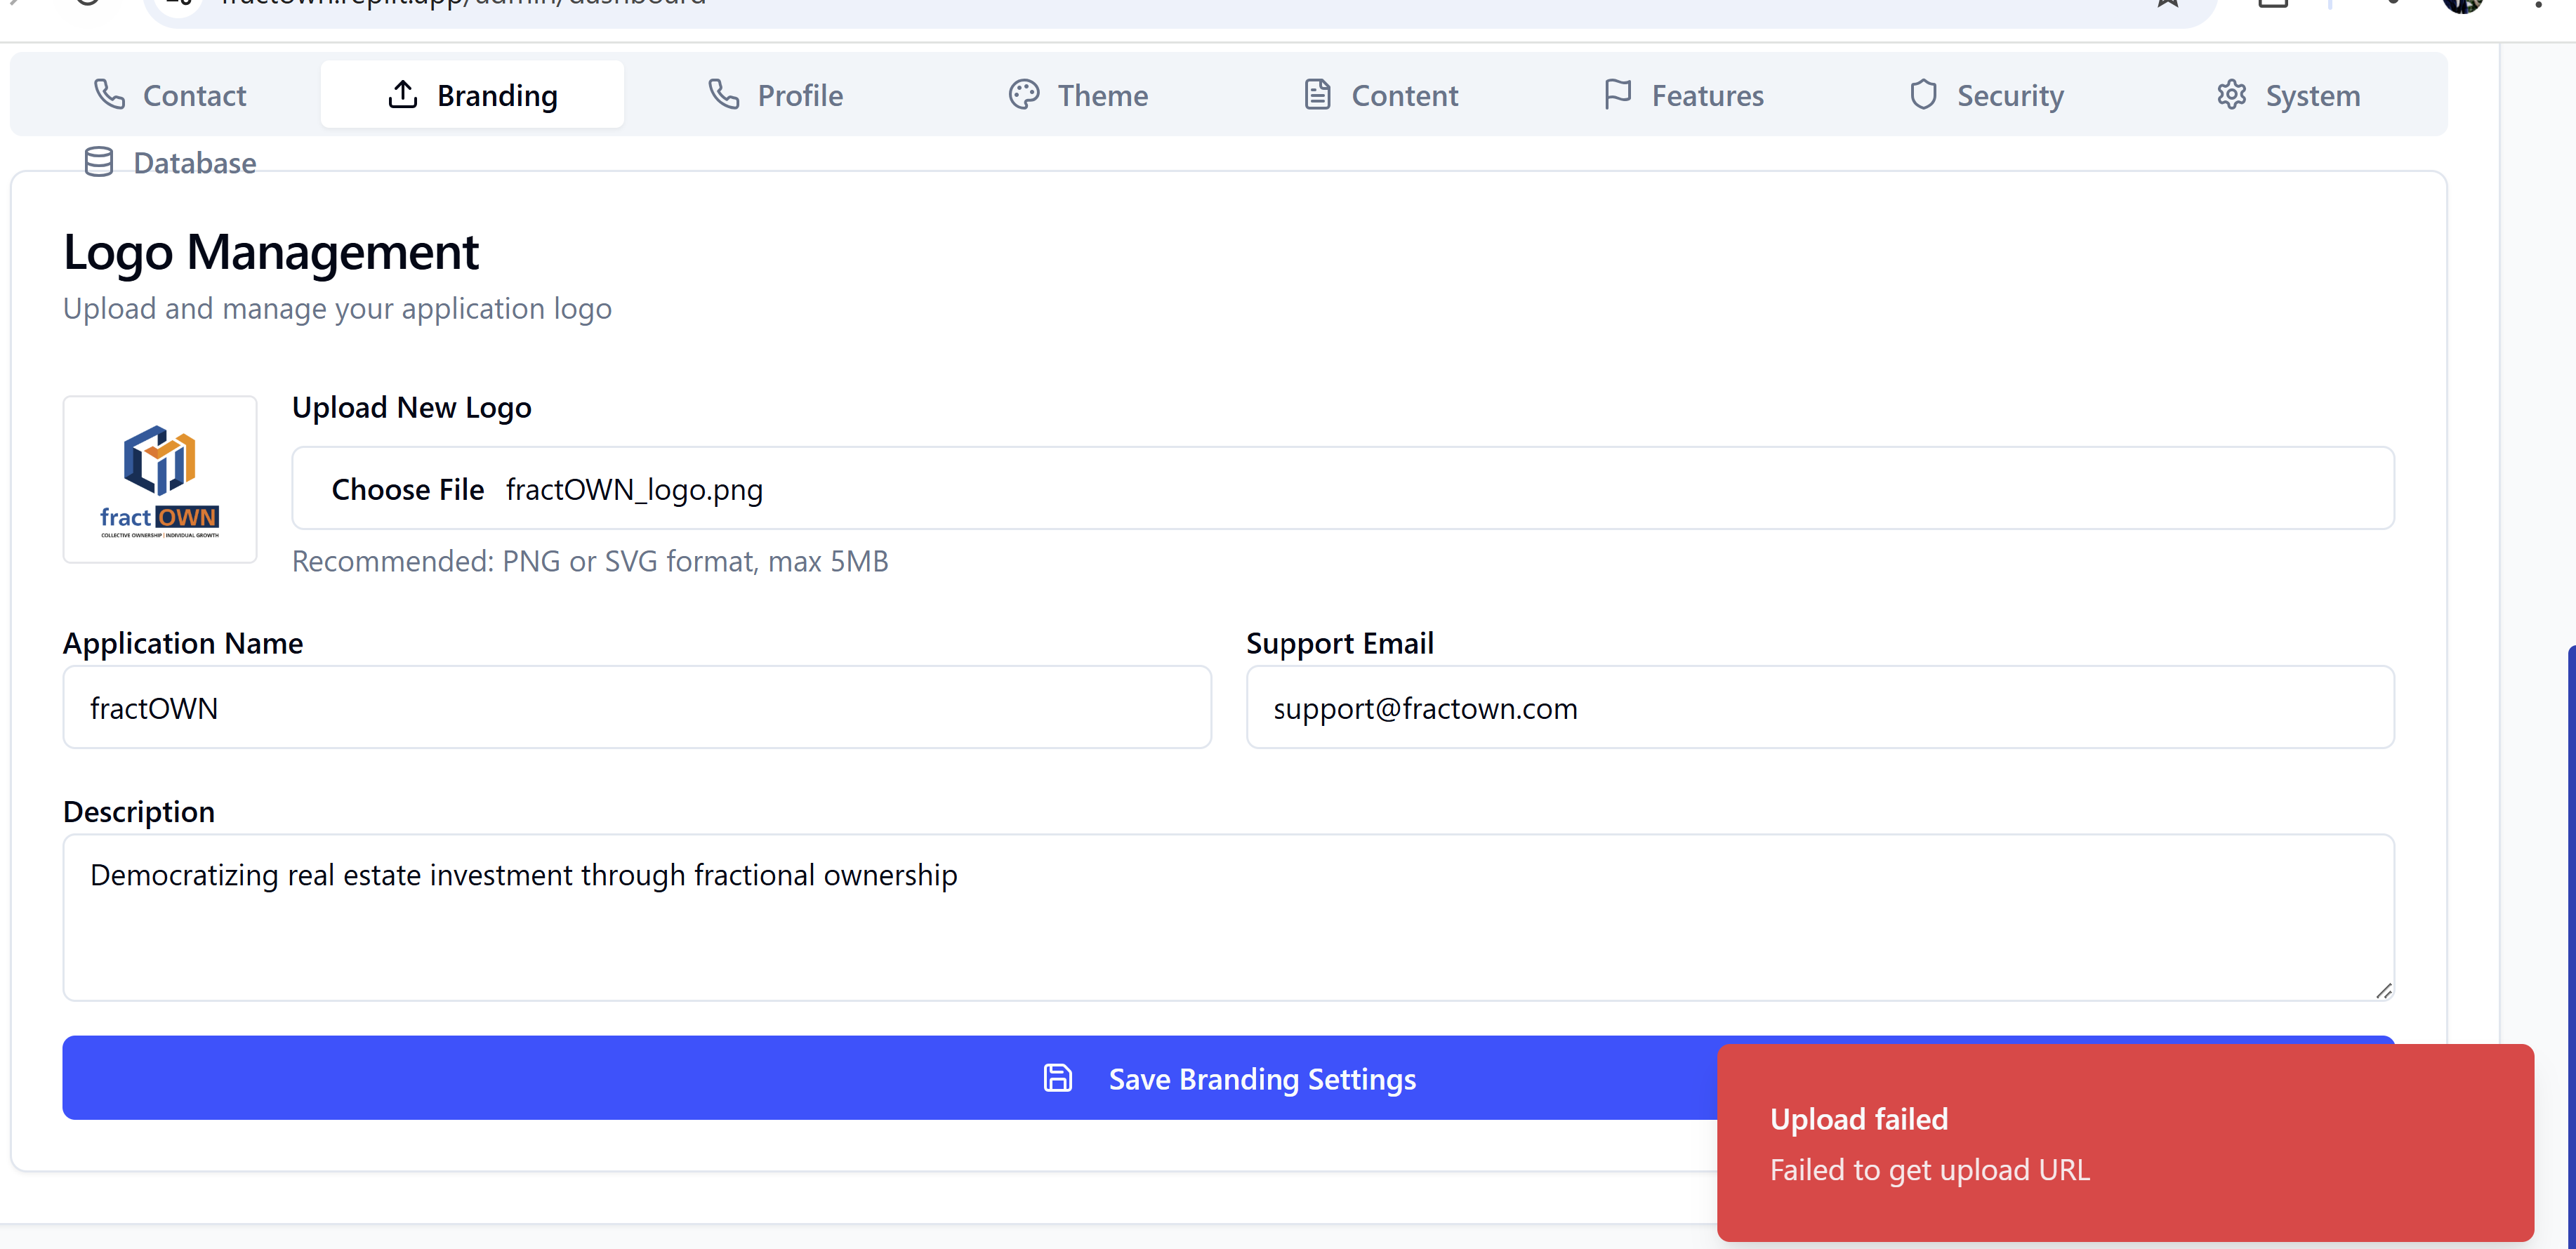 fractown.replit.app/admin/dashboard
Contact
Branding
Profile
Theme
Content
Features
Security
System
Database
Logo Management
Upload and manage your application logo
Upload New Logo
Choose File fractOWN_logo.png
Recommended: PNG or SVG format, max 5MB
fract OWN
COLLECTIVE OWNERSHIP | INDIVIDUAL GROWTH
Application Name
fractOWN
Support Email
support@fractown.com
Description
Democratizing real estate investment through fractional ownership
Save Branding Settings
Upload failed
Failed to get upload URL